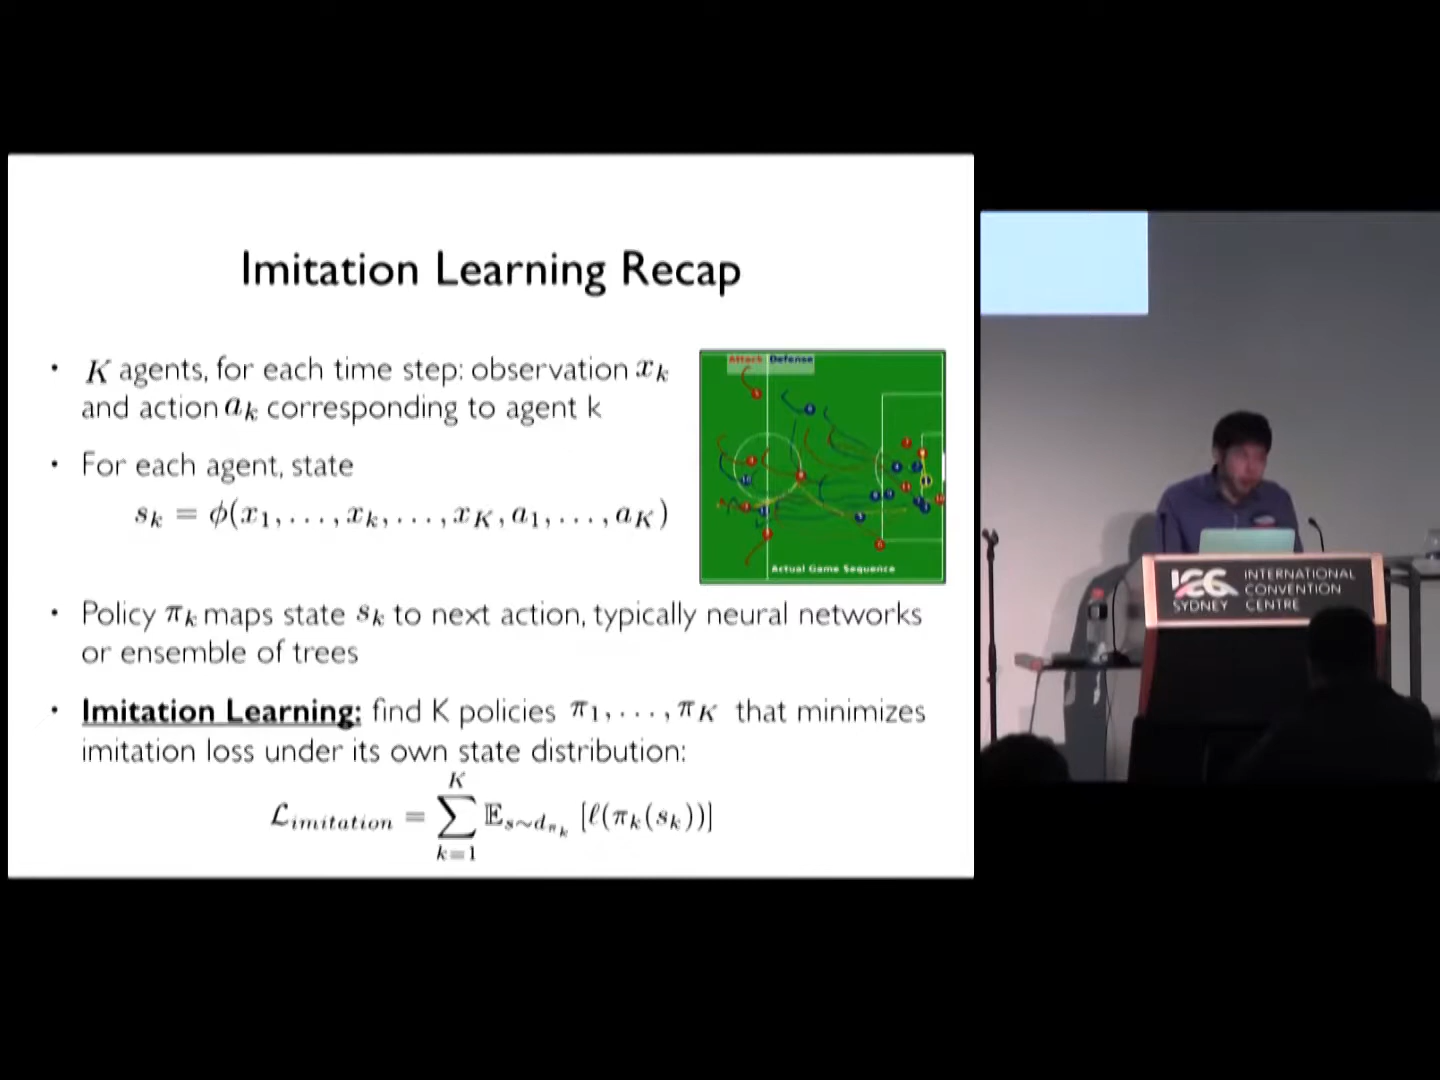 Imitation Learning Recap
• K agents, for each time step: observation x_k
and action a_k corresponding to agent k
• For each agent, state
s_k = ϕ(x_1, . . . , x_k, . . . , x_K, a_1, . . . , a_K)
Attack Defense
Actual Game Sequence
• Policy π_k maps state s_k to next action, typically neural networks
or ensemble of trees
• Imitation Learning: find K policies π_1, . . . , π_K that minimizes
imitation loss under its own state distribution:
ℒ_imitation = ∑_{k=1}^{K} 𝔼_{s∼d_{π_k}} [ℓ(π_k(s_k))]
ICC INTERNATIONAL
CONVENTION
SYDNEY CENTRE